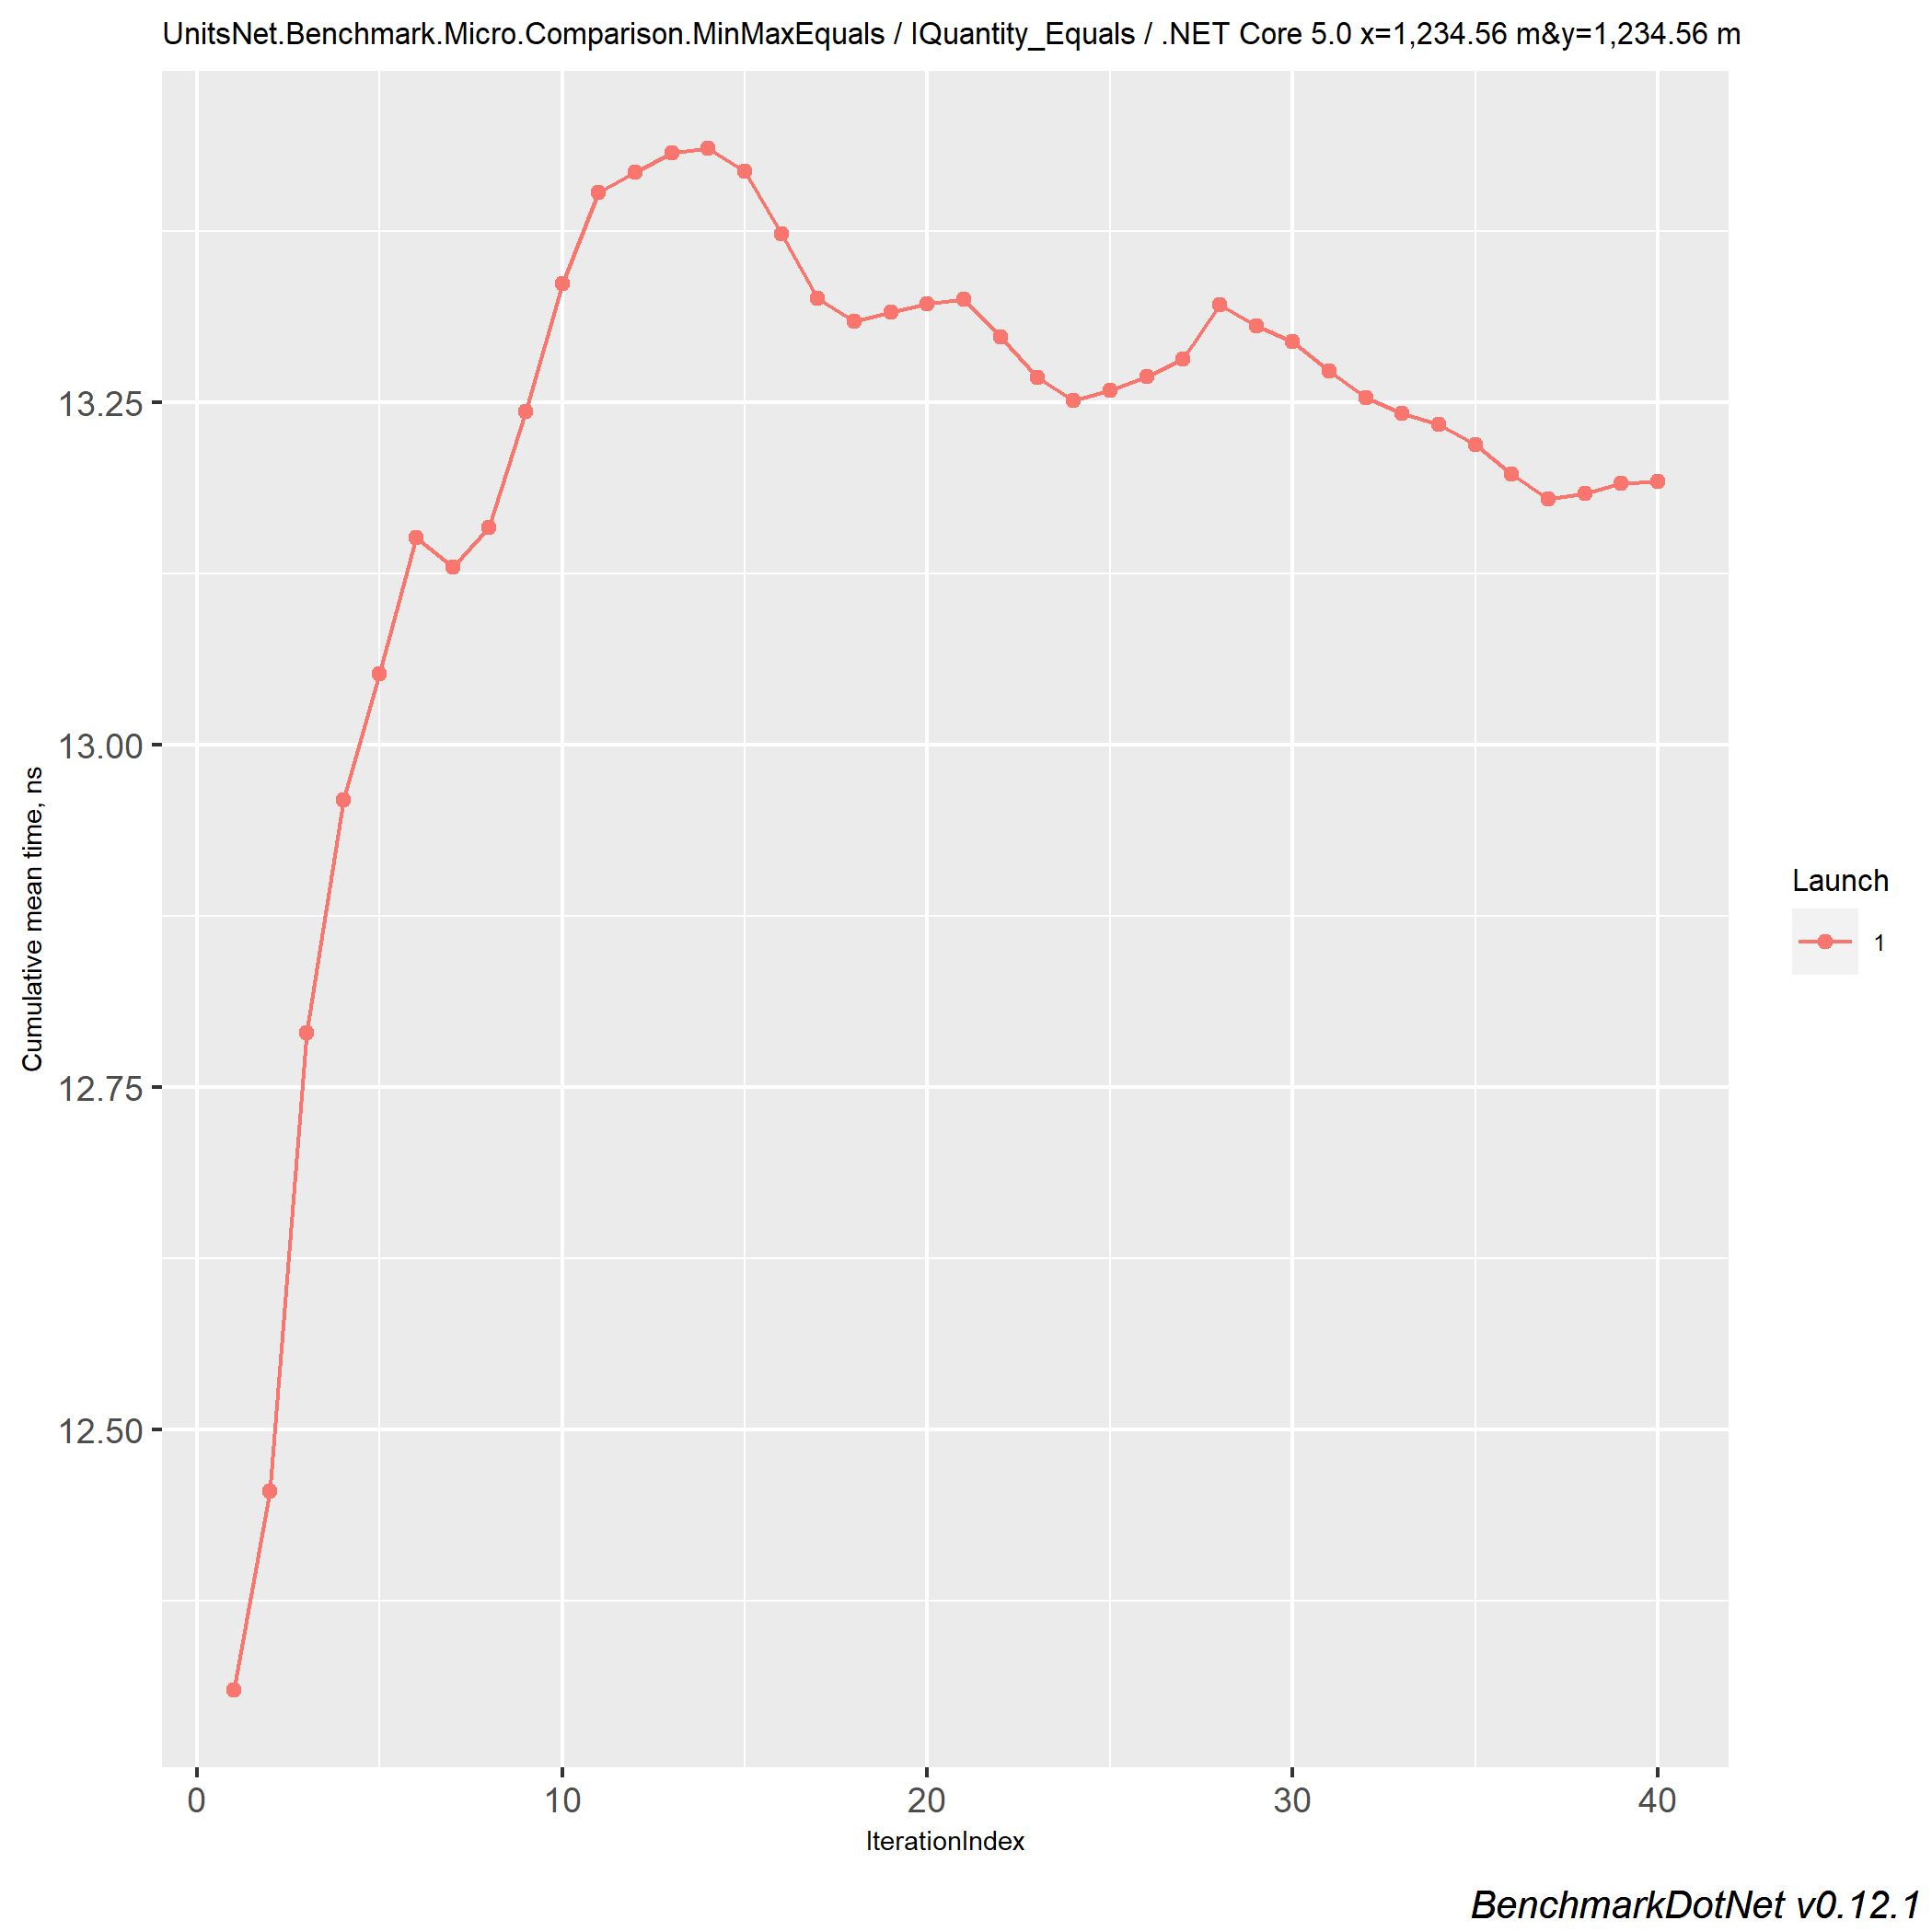 UnitsNet.Benchmark.Micro.Comparison.MinMaxEquals / IQuantity_Equals / .NET Core 5.0 x=1,234.56 m&y=1,234.56 m
Cumulative mean time, ns
13.25
13.00
12.75
12.50
0 10 20 30 40
IterationIndex
Launch
1
BenchmarkDotNet v0.12.1